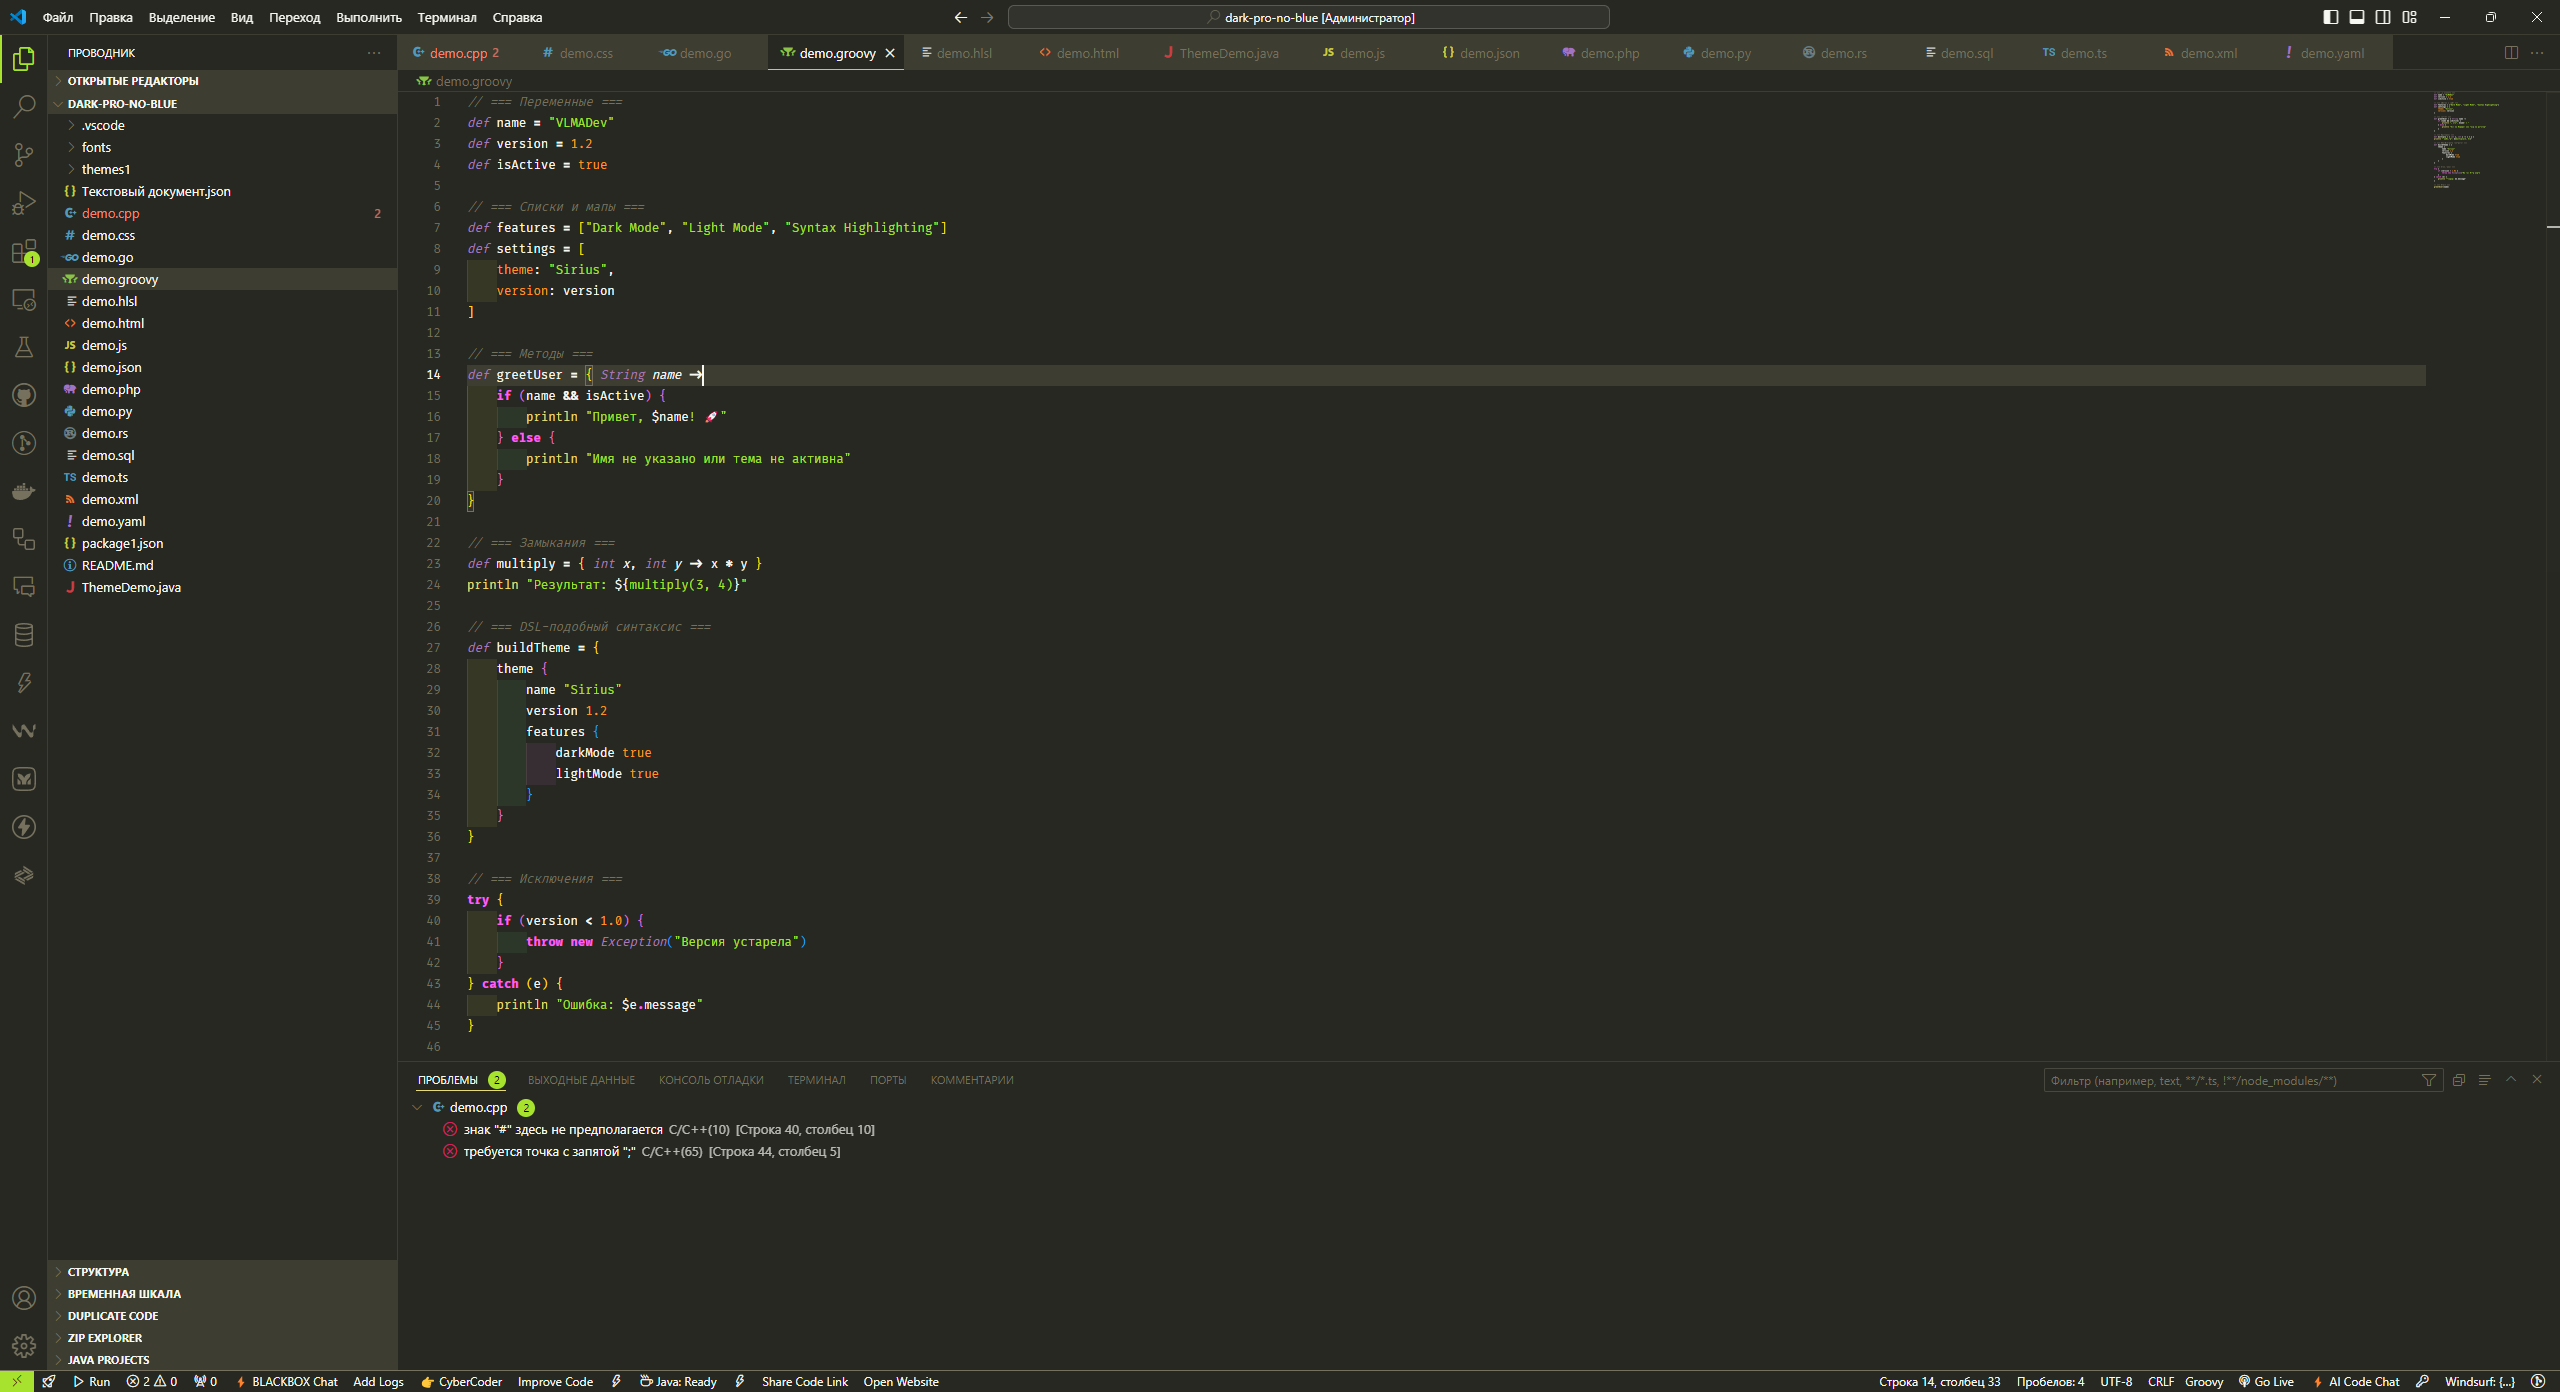 Файл Правка Выделение Вид Переход Выполнить Терминал Справка
dark-pro-no-blue [Администратор]
ПРОВОДНИК
ОТКРЫТЫЕ РЕДАКТОРЫ
DARK-PRO-NO-BLUE
.vscode
fonts
themes1
Текстовый документ.json
demo.cpp 2
demo.css
demo.go
demo.groovy
demo.hlsl
demo.html
demo.js
demo.json
demo.php
demo.py
demo.rs
demo.sql
demo.ts
demo.xml
demo.yaml
package1.json
README.md
ThemeDemo.java
1
СТРУКТУРА
ВРЕМЕННАЯ ШКАЛА
DUPLICATE CODE
ZIP EXPLORER
JAVA PROJECTS
demo.cpp 2 demo.css demo.go demo.groovy demo.hlsl demo.html ThemeDemo.java demo.js demo.json demo.php demo.py demo.rs demo.sql demo.ts demo.xml demo.yaml
demo.groovy
1 // === Переменные ===
2 def name = "VLMADev"
3 def version = 1.2
4 def isActive = true
5
6 // === Списки и мапы ===
7 def features = ["Dark Mode", "Light Mode", "Syntax Highlighting"]
8 def settings = [
9 theme: "Sirius",
10 version: version
11 ]
12
13 // === Методы ===
14 def greetUser = { String name →
15 if (name && isActive) {
16 println "Привет, $name! 🚀"
17 } else {
18 println "Имя не указано или тема не активна"
19 }
20 }
21
22 // === Замыкания ===
23 def multiply = { int x, int y → x * y }
24 println "Результат: ${multiply(3, 4)}"
25
26 // === DSL-подобный синтаксис ===
27 def buildTheme = {
28 theme {
29 name "Sirius"
30 version 1.2
31 features {
32 darkMode true
33 lightMode true
34 }
35 }
36 }
37
38 // === Исключения ===
39 try {
40 if (version < 1.0) {
41 throw new Exception("Версия устарела")
42 }
43 } catch (e) {
44 println "Ошибка: $e.message"
45 }
46
ПРОБЛЕМЫ 2 ВЫХОДНЫЕ ДАННЫЕ КОНСОЛЬ ОТЛАДКИ ТЕРМИНАЛ ПОРТЫ КОММЕНТАРИИ
Фильтр (например, text, **/*.ts, !**/node_modules/**)
demo.cpp 2
знак "#" здесь не предполагается C/C++(10) [Строка 40, столбец 10]
требуется точка с запятой ";" C/C++(65) [Строка 44, столбец 5]
Run 2 0 0 BLACKBOX Chat Add Logs CyberCoder Improve Code Java: Ready Share Code Link Open Website Строка 14, столбец 33 Пробелов: 4 UTF-8 CRLF Groovy Go Live AI Code Chat Windsurf: {...}